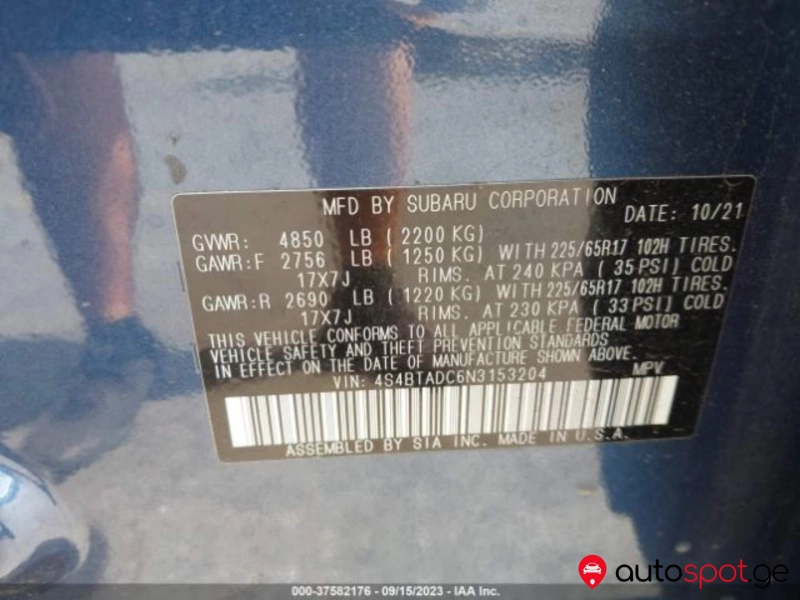 MFD BY SUBARU CORPORATION
DATE: 10/21
GVWR: 4850 LB ( 2200 KG)
GAWR:F 2756 LB ( 1250 KG) WITH 225/65R17 102H TIRES.
17X7J RIMS. AT 240 KPA ( 35 PSI) COLD
GAWR:R 2690 LB ( 1220 KG) WITH 225/65R17 102H TIRES.
17X7J RIMS. AT 230 KPA ( 33 PSI) COLD
THIS VEHICLE CONFORMS TO ALL APPLICABLE FEDERAL MOTOR
VEHICLE SAFETY AND THEFT PREVENTION STANDARDS
IN EFFECT ON THE DATE OF MANUFACTURE SHOWN ABOVE.
VIN: 4S4BTADC6N3153204 MPV
ASSEMBLED BY SIA INC. MADE IN U.S.A.
000-37582176 - 09/15/2023 - IAA Inc.
autospot.ge